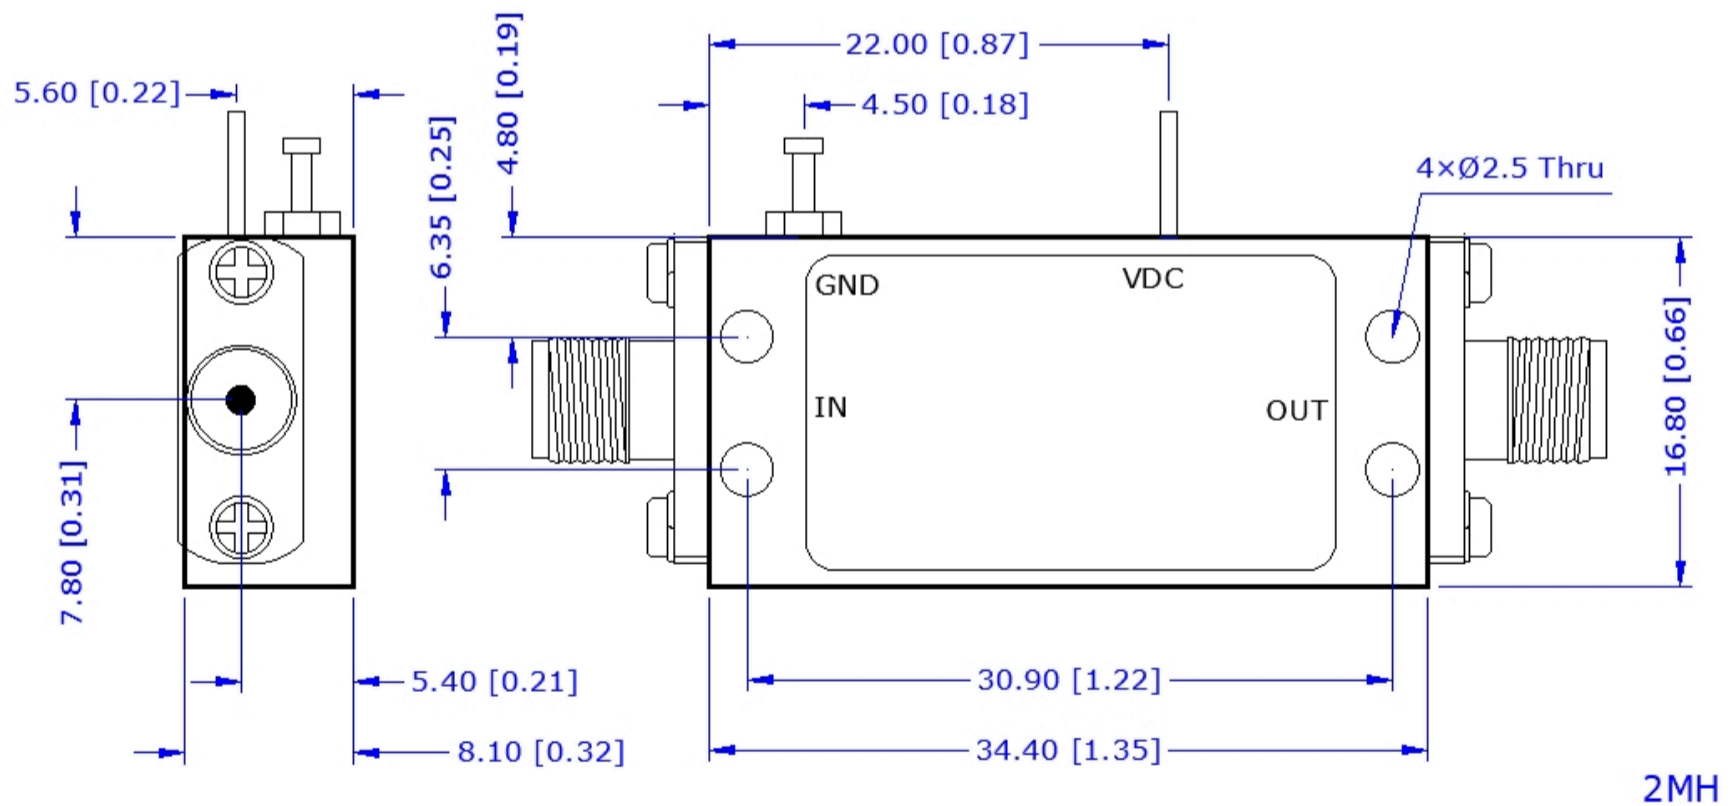 22.00 [0.87]
5.60 [0.22]
4.50 [0.18]
4.80 [0.19]
6.35 [0.25]
4ר2.5 Thru
GND
VDC
IN
OUT
16.80 [0.66]
7.80 [0.31]
5.40 [0.21]
30.90 [1.22]
8.10 [0.32]
34.40 [1.35]
2MH